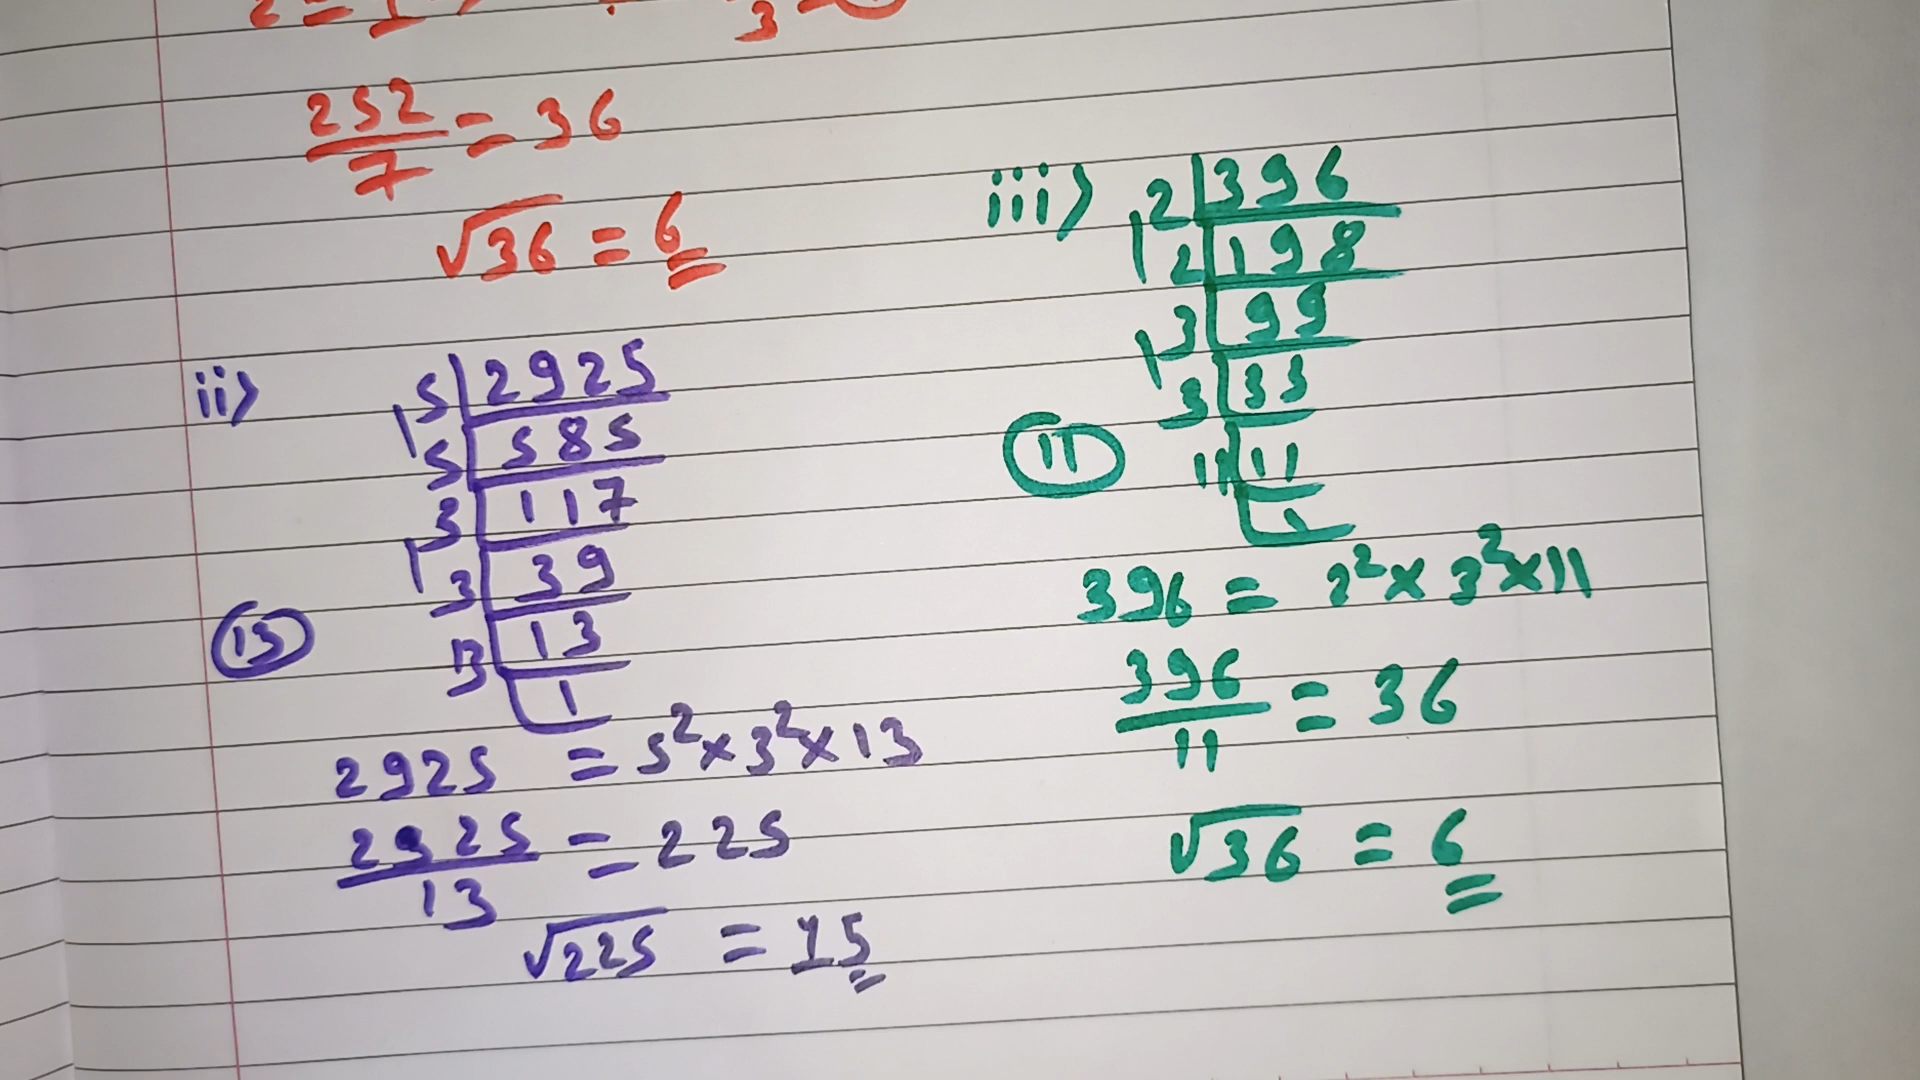 252/7 = 36
√36 = 6
ii)
5 | 2925
5 | 585
3 | 117
3 | 39
13 | 13
1
(13)
2925 = 5² × 3² × 13
2925/13 = 225
√225 = 15
iii)
2 | 396
2 | 198
3 | 99
3 | 33
11 | 11
1
(11)
396 = 2² × 3² × 11
396/11 = 36
√36 = 6